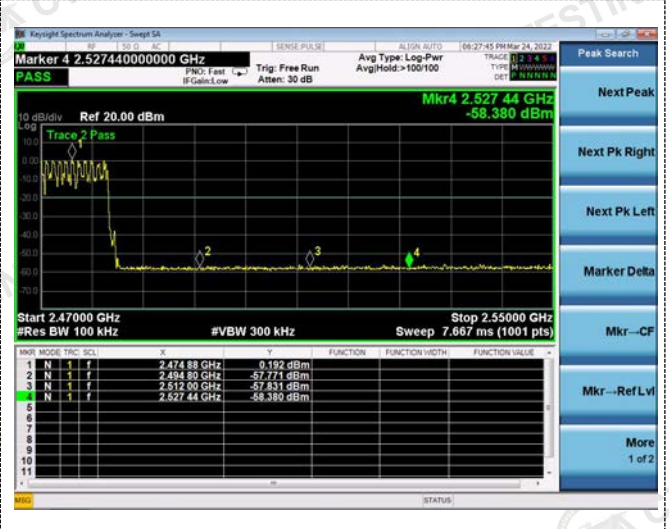 Keysight Spectrum Analyzer - Swept SA
RF 50 Ω AC SENSE:PULSE ALIGN AUTO 06:27:45 PM Mar 24, 2022
Marker 4 2.527440000000 GHz Avg Type: Log-Pwr TRACE 1 2 3 4 5 6
PNO: Fast Trig: Free Run Avg|Hold:>100/100 TYPE M WWWWW
PASS IFGain:Low Atten: 30 dB DET P N N N N N
Peak Search
Mkr4 2.527 44 GHz
10 dB/div Ref 20.00 dBm -58.380 dBm
Log
Trace 2 Pass
10.0
0.00
-10.0
-20.0
-30.0
-40.0
-50.0
-60.0
-70.0
1
2
3
4
Start 2.47000 GHz Stop 2.55000 GHz
#Res BW 100 kHz #VBW 300 kHz Sweep 7.667 ms (1001 pts)
MKR MODE TRC SCL X Y FUNCTION FUNCTION WIDTH FUNCTION VALUE
1 N 1 f 2.474 88 GHz 0.192 dBm
2 N 1 f 2.494 80 GHz -57.771 dBm
3 N 1 f 2.512 00 GHz -57.831 dBm
4 N 1 f 2.527 44 GHz -58.380 dBm
5
6
7
8
9
10
11
MSG STATUS
Next Peak
Next Pk Right
Next Pk Left
Marker Delta
Mkr→CF
Mkr→Ref Lvl
More
1 of 2